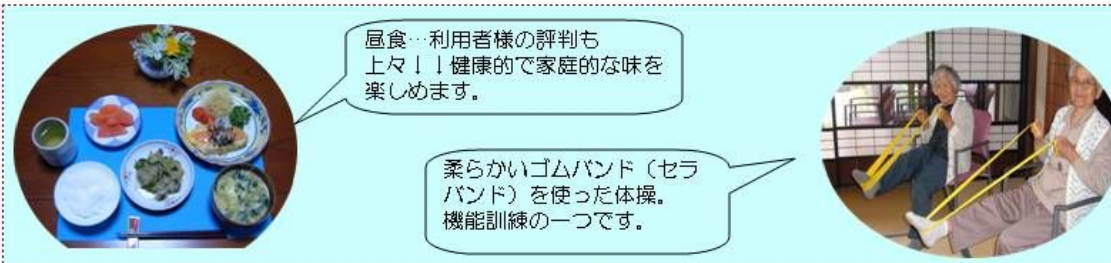 昼食…利用者様の評判も
上々！！健康的で家庭的な味を
楽しめます。
柔らかいゴムバンド（セラ
バンド）を使った体操。
機能訓練の一つです。